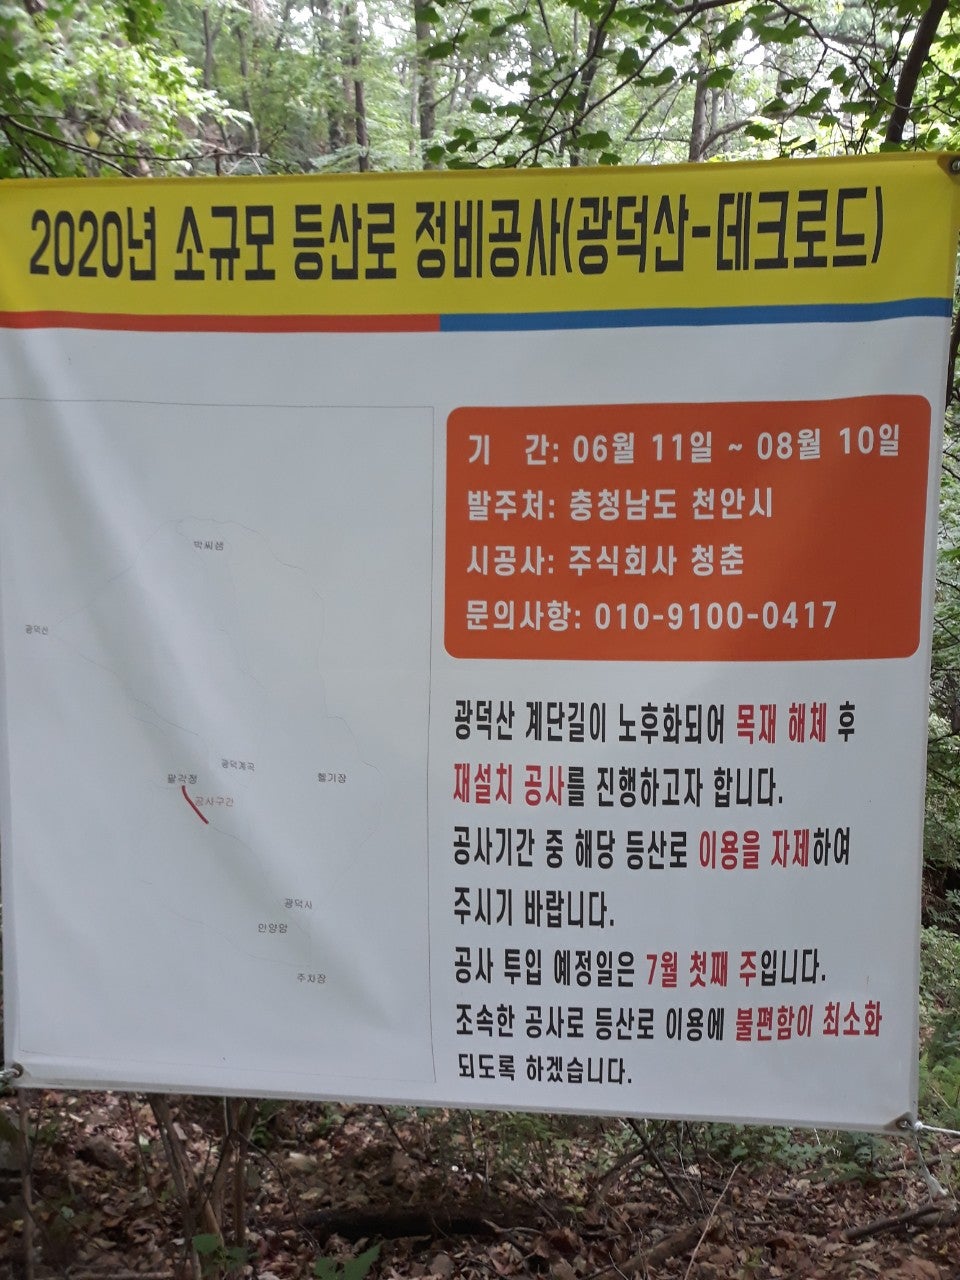 2020년 소규모 등산로 정비공사(광덕산-데크로드)
기 간: 06월 11일 ~ 08월 10일
발주처: 충청남도 천안시
시공사: 주식회사 청춘
문의사항: 010-9100-0417
광덕산 계단길이 노후화되어 목재 해체 후
재설치 공사를 진행하고자 합니다.
공사기간 중 해당 등산로 이용을 자제하여
주시기 바랍니다.
공사 투입 예정일은 7월 첫째 주입니다.
조속한 공사로 등산로 이용에 불편함이 최소화
되도록 하겠습니다.
박씨샘
광덕산
광덕계곡
팔각정
헬기장
공사구간
광덕사
안양암
주차장